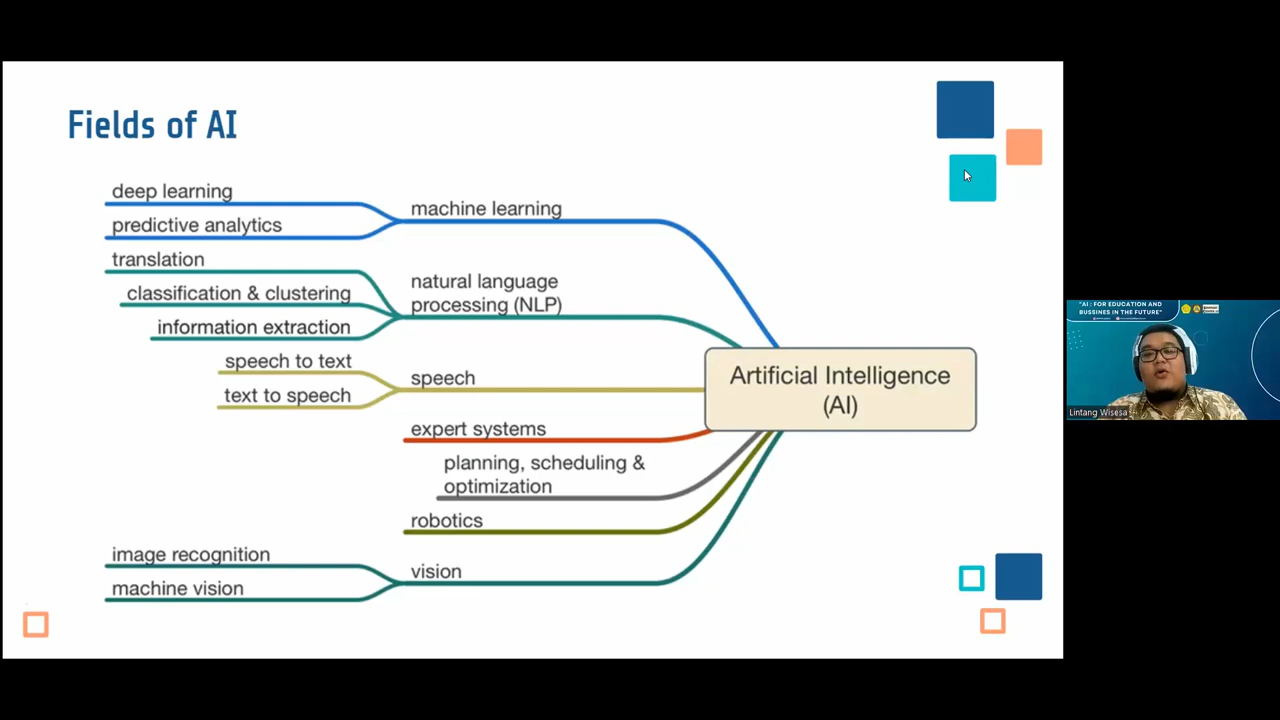 Fields of AI
deep learning
predictive analytics
machine learning
translation
classification & clustering
information extraction
natural language
processing (NLP)
speech to text
text to speech
speech
expert systems
planning, scheduling &
optimization
robotics
image recognition
machine vision
vision
Artificial Intelligence
(AI)
"AI : FOR EDUCATION AND
BUSSINES IN THE FUTURE"
Lintang Wisesa